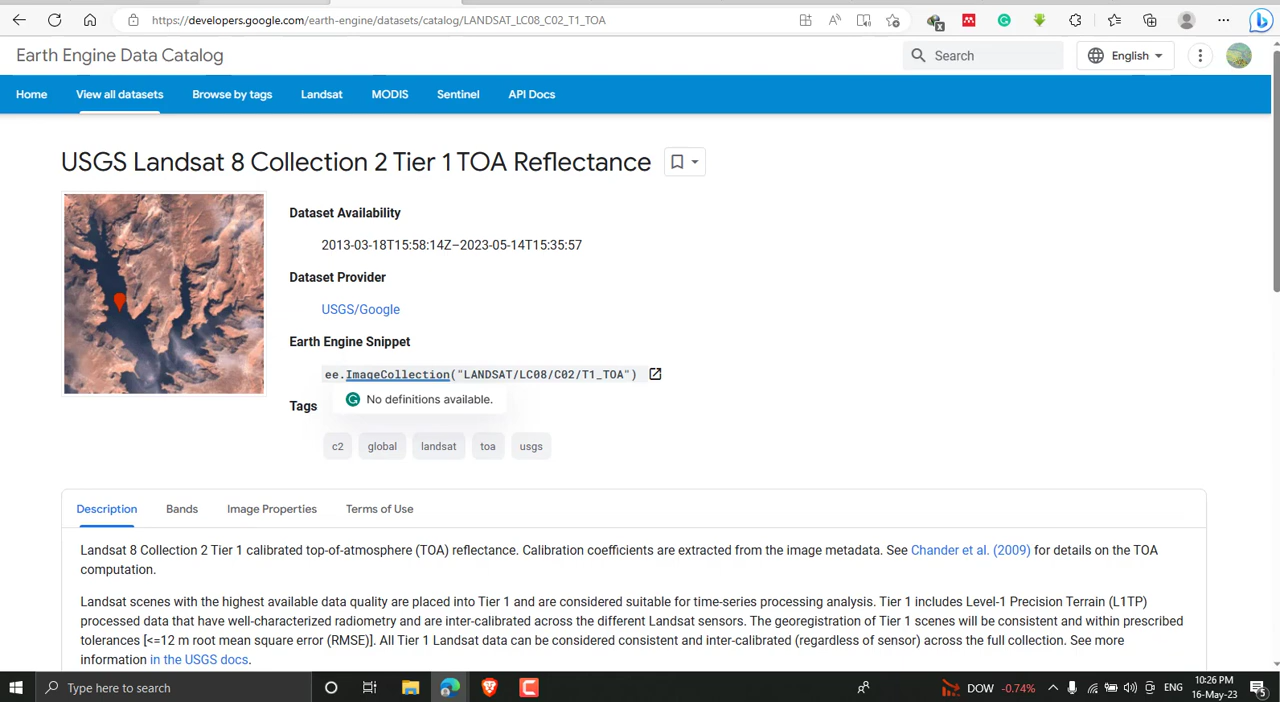 https://developers.google.com/earth-engine/datasets/catalog/LANDSAT_LC08_C02_T1_TOA
Earth Engine Data Catalog
Search
English
Home
View all datasets
Browse by tags
Landsat
MODIS
Sentinel
API Docs
USGS Landsat 8 Collection 2 Tier 1 TOA Reflectance
Dataset Availability
2013-03-18T15:58:14Z–2023-05-14T15:35:57
Dataset Provider
USGS/Google
Earth Engine Snippet
ee.ImageCollection("LANDSAT/LC08/C02/T1_TOA")
No definitions available.
Tags
c2
global
landsat
toa
usgs
Description
Bands
Image Properties
Terms of Use
Landsat 8 Collection 2 Tier 1 calibrated top-of-atmosphere (TOA) reflectance. Calibration coefficients are extracted from the image metadata. See Chander et al. (2009) for details on the TOA
computation.
Landsat scenes with the highest available data quality are placed into Tier 1 and are considered suitable for time-series processing analysis. Tier 1 includes Level-1 Precision Terrain (L1TP)
processed data that have well-characterized radiometry and are inter-calibrated across the different Landsat sensors. The georegistration of Tier 1 scenes will be consistent and within prescribed
tolerances [<=12 m root mean square error (RMSE)]. All Tier 1 Landsat data can be considered consistent and inter-calibrated (regardless of sensor) across the full collection. See more
information in the USGS docs.
Type here to search
DOW -0.74%
ENG
10:26 PM
16-May-23
5